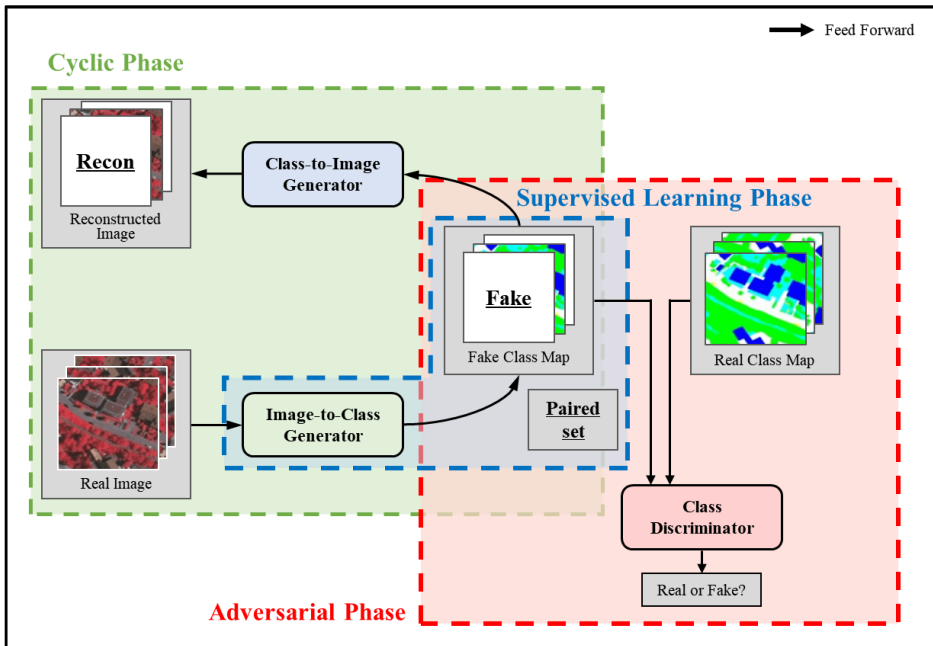 Feed Forward
Cyclic Phase
Recon
Reconstructed
Image
Class-to-Image
Generator
Supervised Learning Phase
Fake
Fake Class Map
Real Class Map
Real Image
Image-to-Class
Generator
Paired
set
Class
Discriminator
Real or Fake?
Adversarial Phase